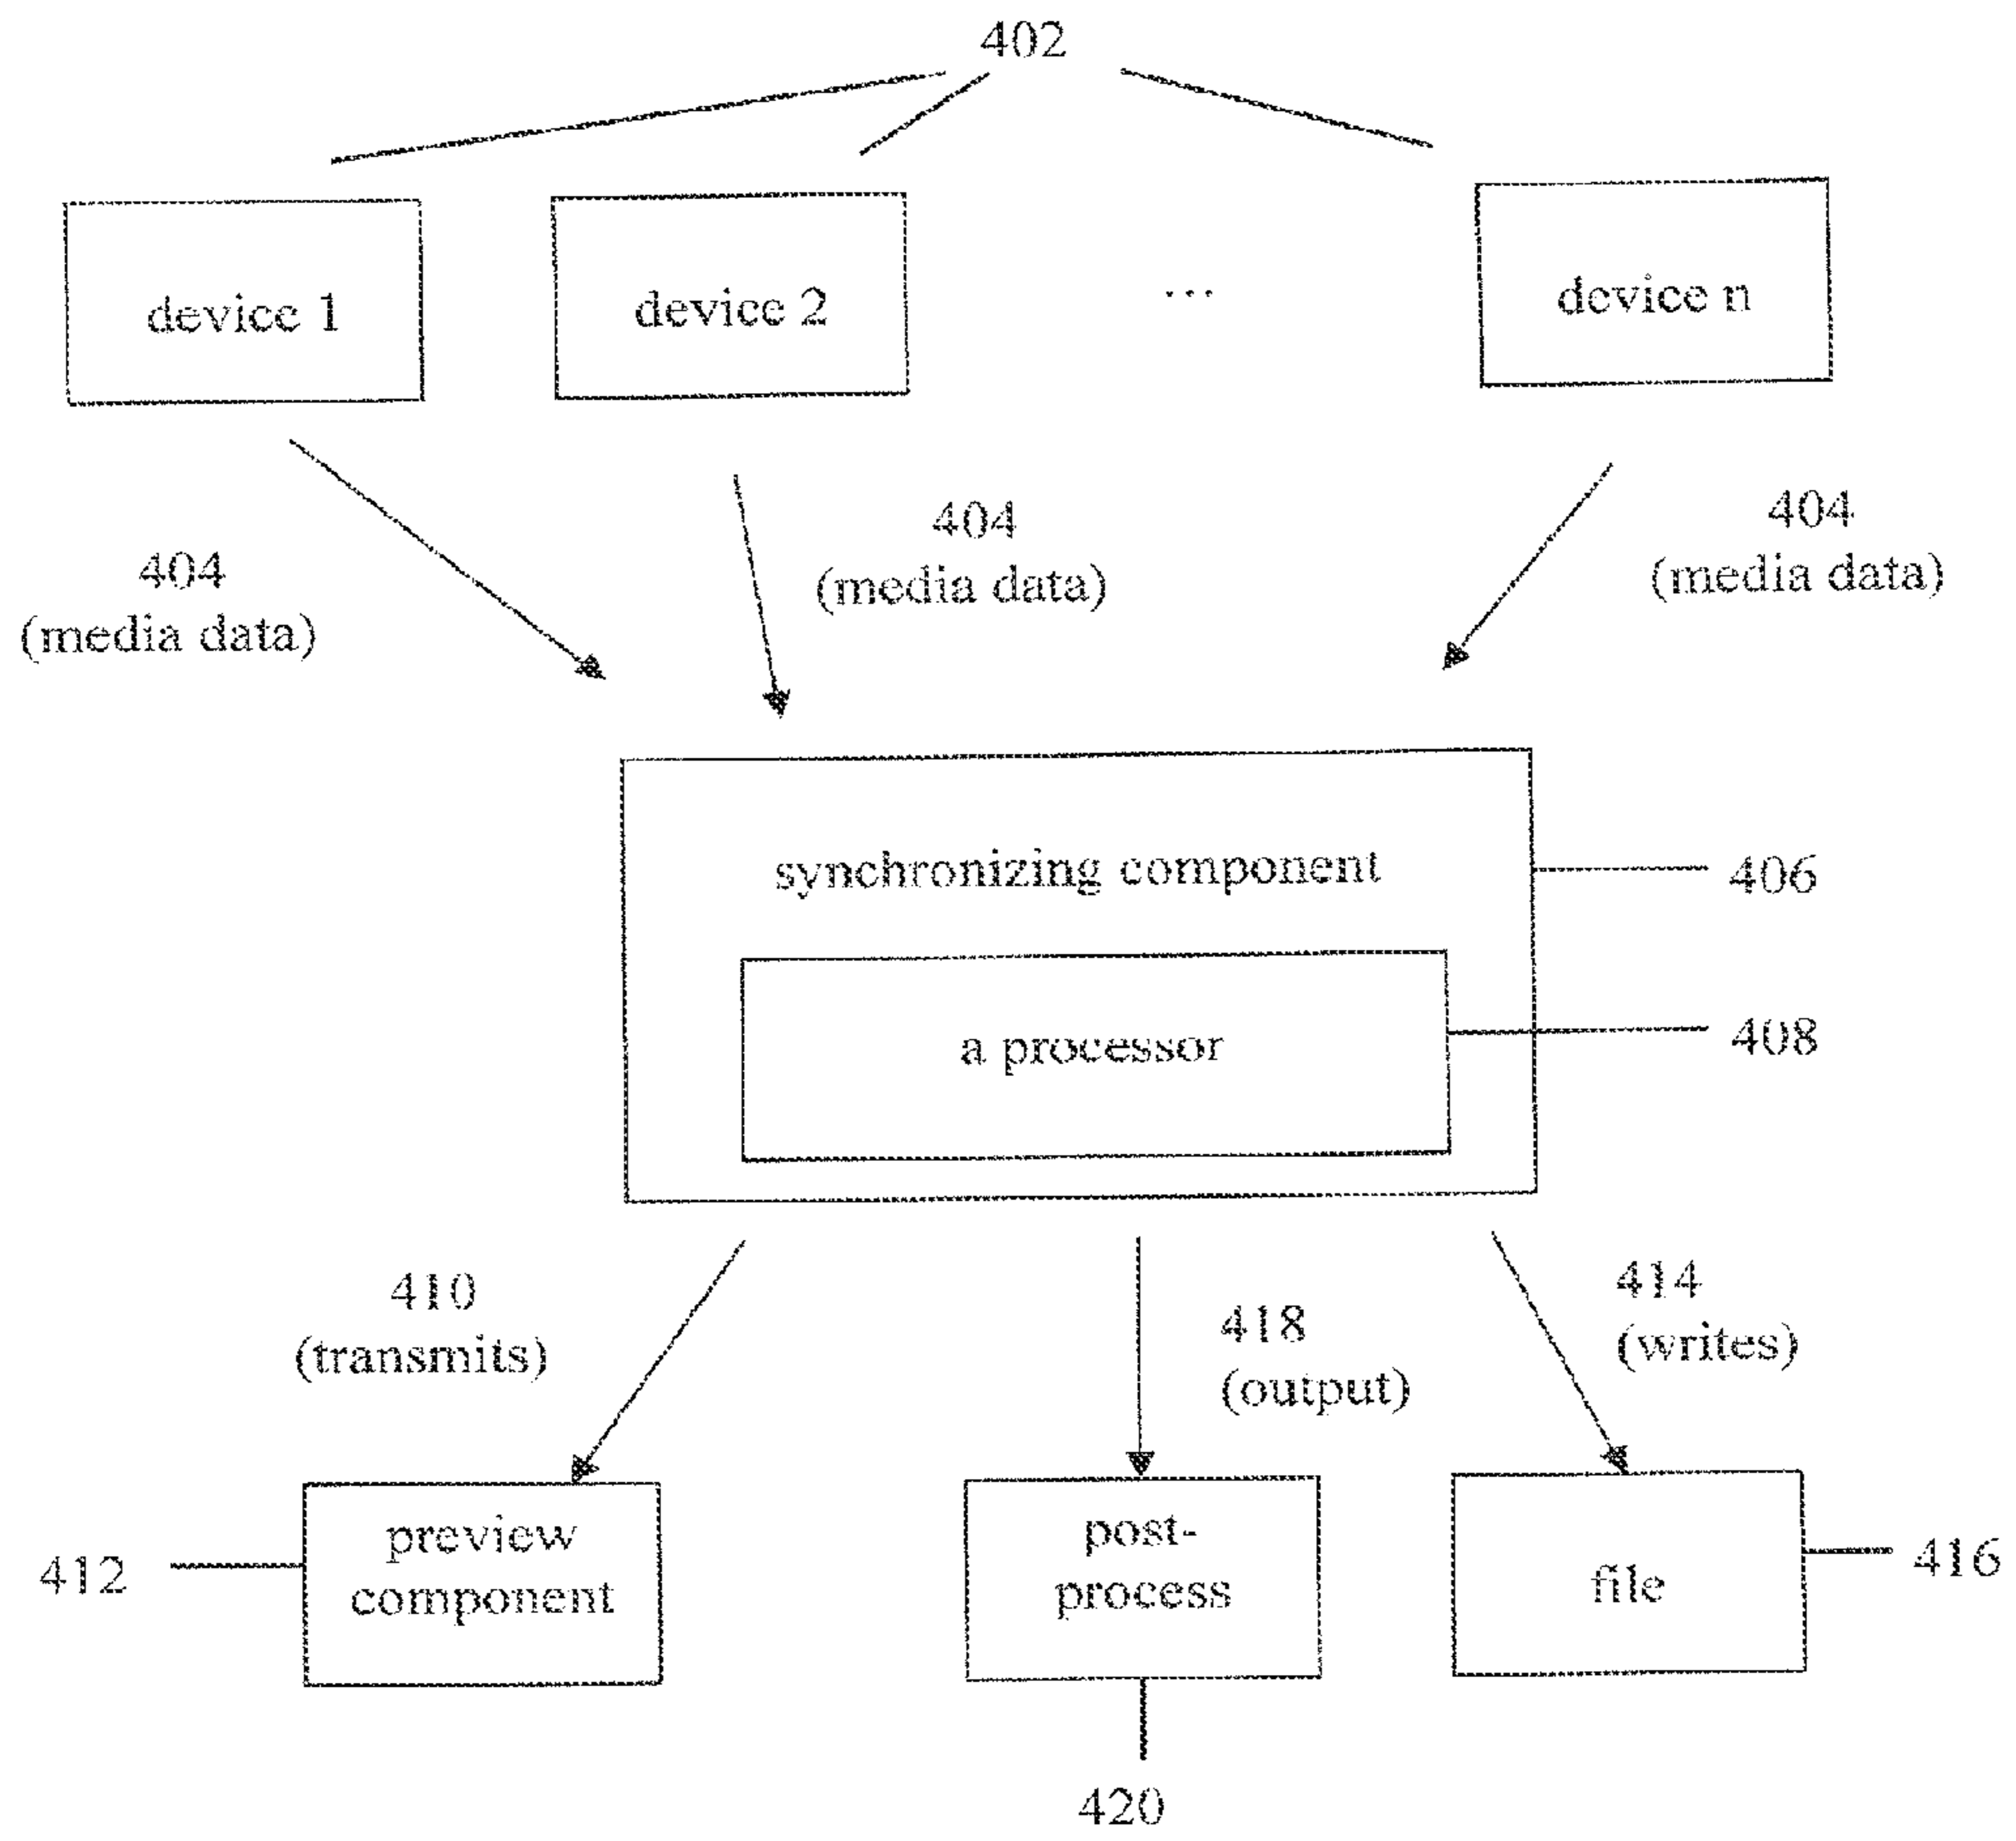 402
device 1
device 2
...
device n
404
(media data)
404
(media data)
404
(media data)
synchronizing component
406
a processor
408
410
(transmits)
418
(output)
414
(writes)
412
preview
component
post-
process
file
416
420